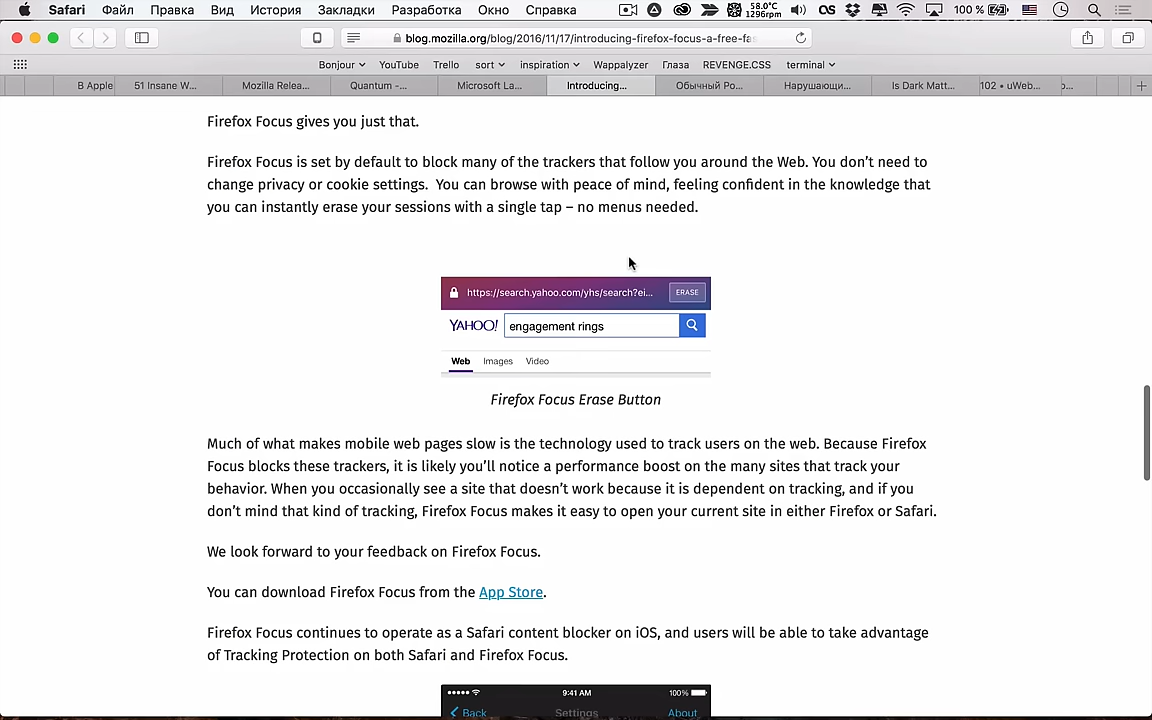 Safari Файл Правка Вид История Закладки Разработка Окно Справка 58.0°C 1296rpm 100 %
blog.mozilla.org/blog/2016/11/17/introducing-firefox-focus-a-free-fas
Bonjour YouTube Trello sort inspiration Wappalyzer Глаза REVENGE.CSS terminal
В Apple 51 Insane W... Mozilla Relea... Quantum -... Microsoft La... Introducing... Обычный Ро... Нарушающи... Is Dark Matt... 102 • uWeb...
Firefox Focus gives you just that.
Firefox Focus is set by default to block many of the trackers that follow you around the Web. You don’t need to
change privacy or cookie settings. You can browse with peace of mind, feeling confident in the knowledge that
you can instantly erase your sessions with a single tap – no menus needed.
https://search.yahoo.com/yhs/search?ei... ERASE
YAHOO! engagement rings
Web Images Video
Firefox Focus Erase Button
Much of what makes mobile web pages slow is the technology used to track users on the web. Because Firefox
Focus blocks these trackers, it is likely you’ll notice a performance boost on the many sites that track your
behavior. When you occasionally see a site that doesn’t work because it is dependent on tracking, and if you
don’t mind that kind of tracking, Firefox Focus makes it easy to open your current site in either Firefox or Safari.
We look forward to your feedback on Firefox Focus.
You can download Firefox Focus from the App Store.
Firefox Focus continues to operate as a Safari content blocker on iOS, and users will be able to take advantage
of Tracking Protection on both Safari and Firefox Focus.
9:41 AM 100%
Back Settings About